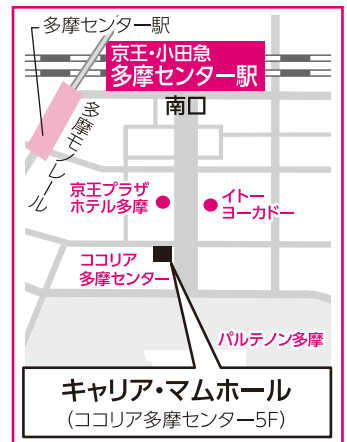 多摩センター駅
京王・小田急
多摩センター駅
南口
多摩モノレール
京王プラザ
ホテル多摩
イトー
ヨーカドー
ココリア
多摩センター
パルテノン多摩
キャリア・マムホール
(ココリア多摩センター5F)